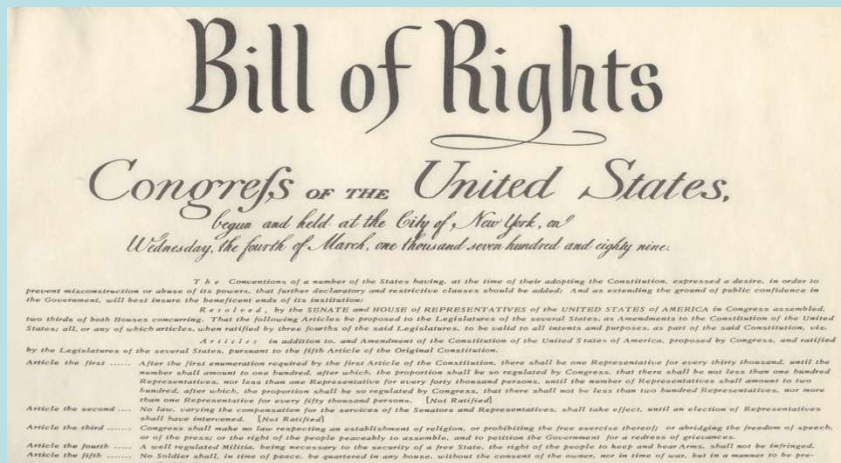 Bill of Rights
Congreſs OF THE United States,
begun and held at the City of New York, on
Wednesday, the fourth of March, one thousand seven hundred and eighty nine.
The Conventions of a number of the States having, at the time of their adopting the Constitution, expressed a desire, in order to
prevent misconstruction or abuse of its powers, that further declaratory and restrictive clauses should be added: And as extending the ground of public confidence in
the Government, will best insure the beneficent ends of its institution:
Resolved, by the SENATE and HOUSE of REPRESENTATIVES of the UNITED STATES of AMERICA in Congress assembled,
two thirds of both Houses concurring. That the following Articles be proposed to the Legislatures of the several States, as Amendments to the Constitution of the United
States; all, or any of which articles, when ratified by three fourths of the said Legislatures, to be valid to all intents and purposes, as part of the said Constitution, viz.
Articles in addition to, and Amendment of the Constitution of the United States of America, proposed by Congress, and ratified
by the Legislatures of the several States, pursuant to the fifth Article of the Original Constitution.
Article the first ...... After the first enumeration required by the first Article of the Constitution, there shall be one Representative for every thirty thousand, until the
number shall amount to one hundred, after which, the proportion shall be so regulated by Congress, that there shall be not less than one hundred
Representatives, nor less than one Representative for every forty thousand persons, until the number of Representatives shall amount to two
hundred, after which, the proportion shall be so regulated by Congress, that there shall not be less than two hundred Representatives, nor more
than one Representative for every fifty thousand persons. [Not Ratified]
Article the second .... No law, varying the compensation for the services of the Senators and Representatives, shall take effect, until an election of Representatives
shall have intervened. [Not Ratified]
Article the third ...... Congress shall make no law respecting an establishment of religion, or prohibiting the free exercise thereof; or abridging the freedom of speech,
or of the press; or the right of the people peaceably to assemble, and to petition the Government for a redress of grievances.
Article the fourth ..... A well regulated Militia, being necessary to the security of a free State, the right of the people to keep and bear Arms, shall not be infringed.
Article the fifth ...... No Soldier shall, in time of peace, be quartered in any house, without the consent of the owner, nor in time of war, but in a manner to be pre-